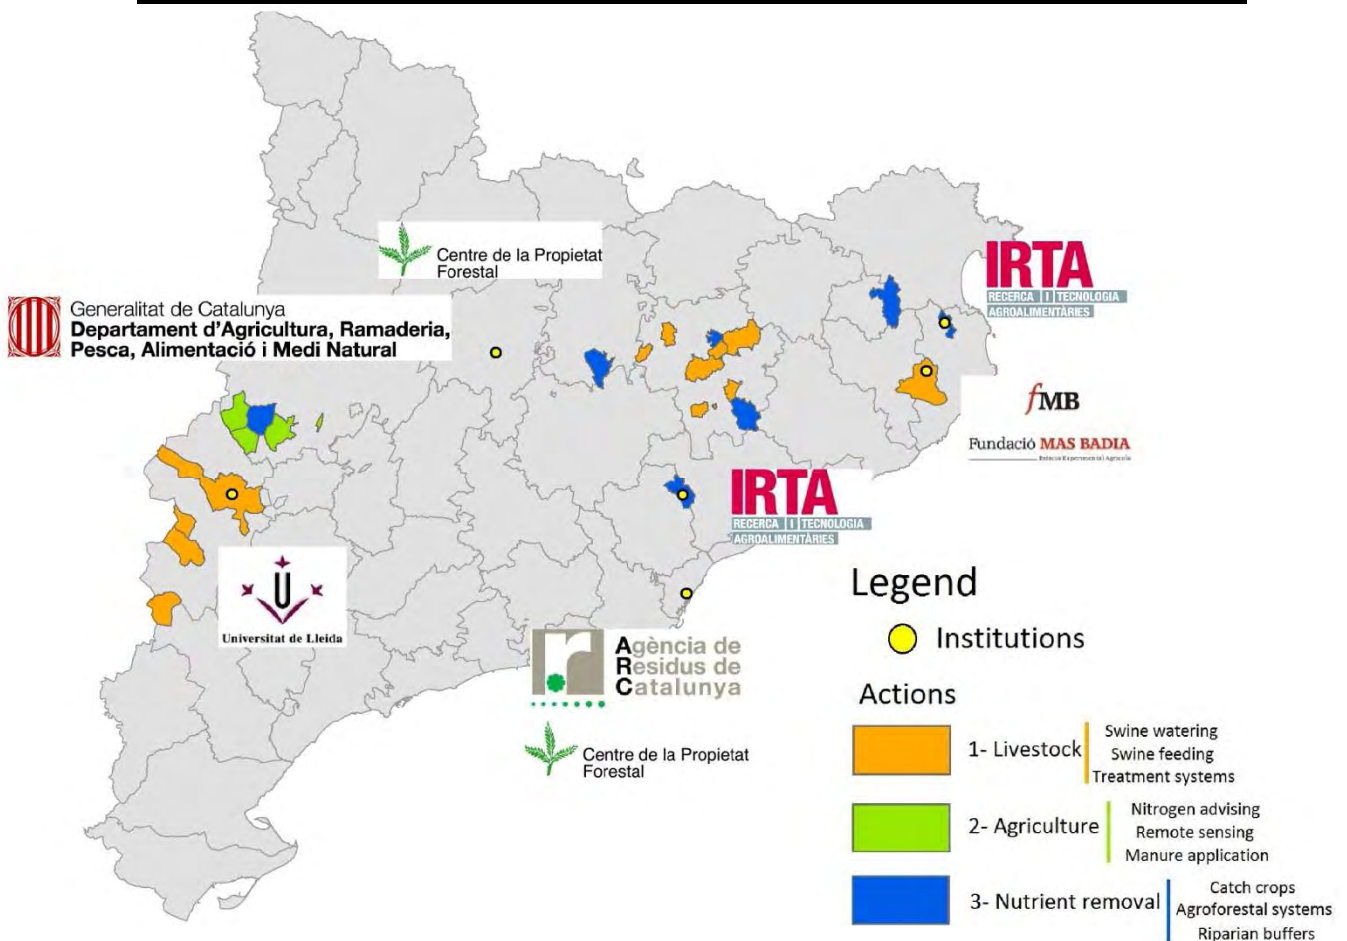 Centre de la Propietat
Forestal
IRTA
RECERCA I TECNOLOGIA
AGROALIMENTÀRIES
Generalitat de Catalunya
Departament d'Agricultura, Ramaderia,
Pesca, Alimentació i Medi Natural
fMB
Fundació MAS BADIA
Estació Experimental Agrícola
IRTA
RECERCA I TECNOLOGIA
AGROALIMENTÀRIES
U
Universitat de Lleida
r
Agència de
Residus de
Catalunya
Centre de la Propietat
Forestal
Legend
Institutions
Actions
1- Livestock
Swine watering
Swine feeding
Treatment systems
2- Agriculture
Nitrogen advising
Remote sensing
Manure application
3- Nutrient removal
Catch crops
Agroforestal systems
Riparian buffers